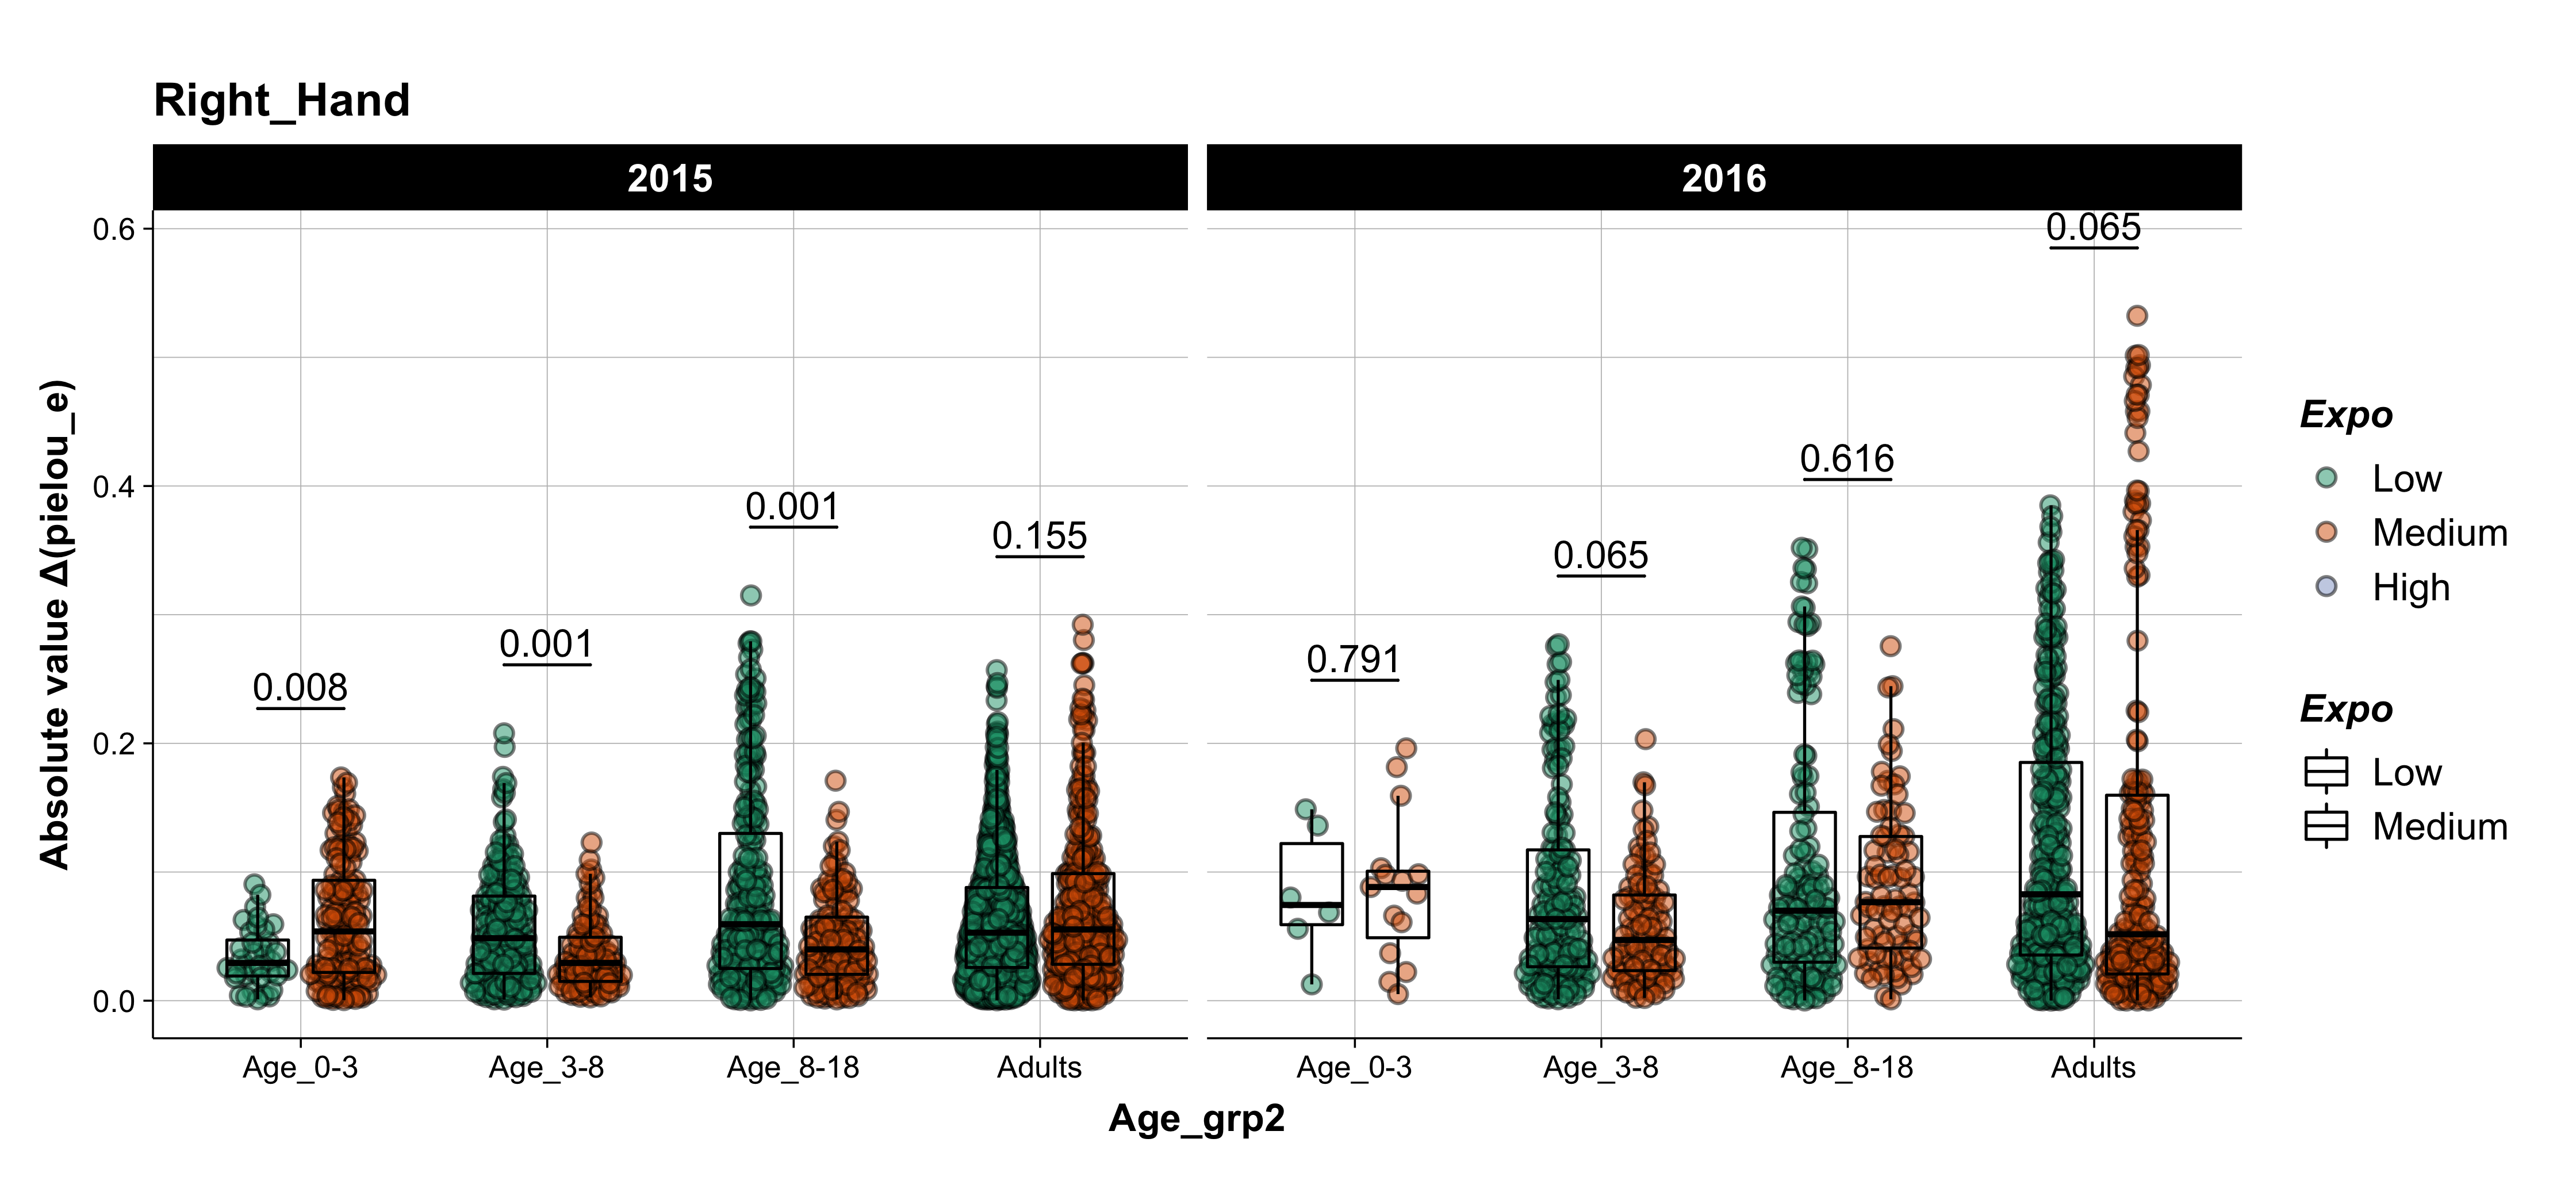 Right_Hand
2015
2016
Absolute value Δ(pielou_e)
0.6
0.4
0.2
0.0
0.008
0.001
0.001
0.155
0.791
0.065
0.616
0.065
Age_0-3
Age_3-8
Age_8-18
Adults
Age_0-3
Age_3-8
Age_8-18
Adults
Age_grp2
Expo
Low
Medium
High
Expo
Low
Medium